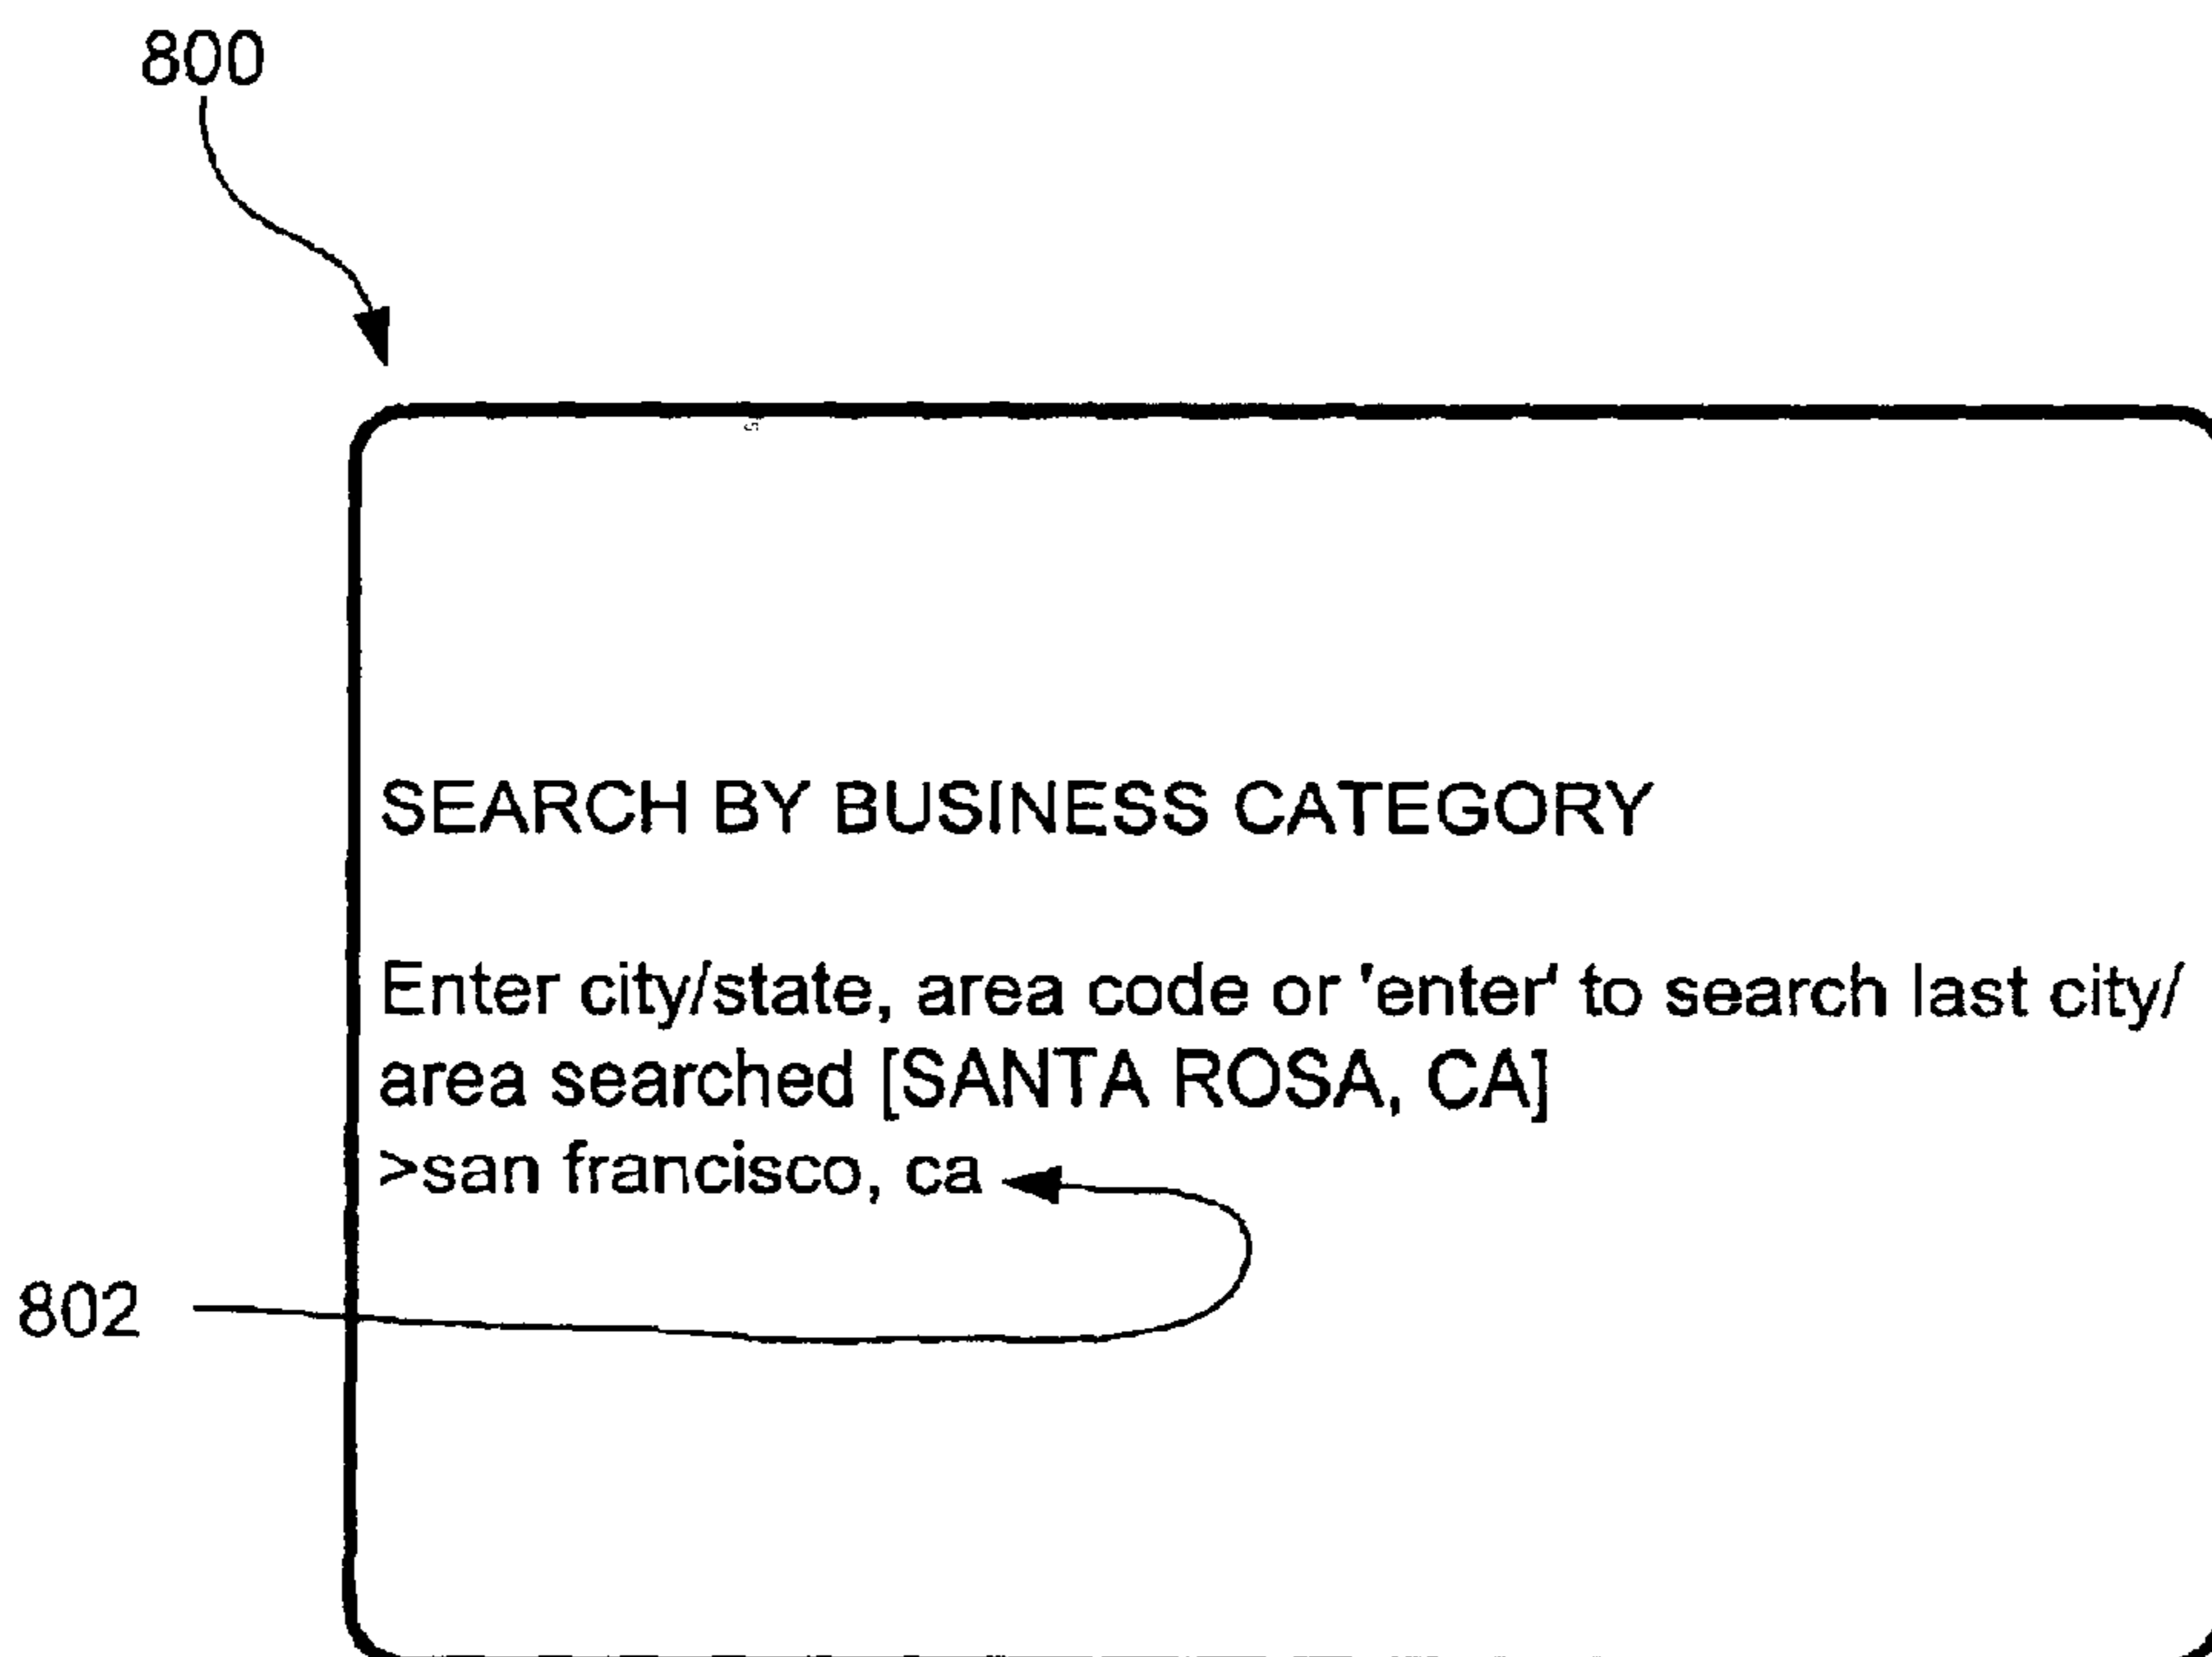 800
SEARCH BY BUSINESS CATEGORY
Enter city/state, area code or 'enter' to search last city/
area searched [SANTA ROSA, CA]
>san francisco, ca
802